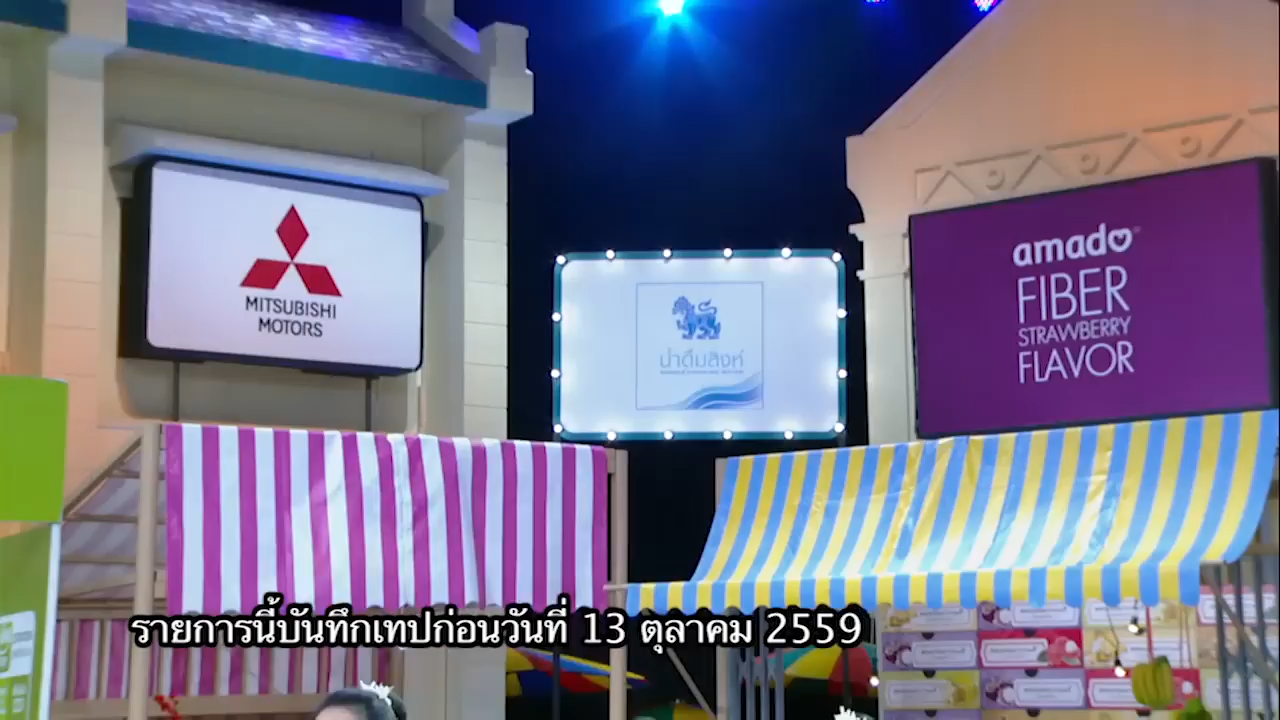 MITSUBISHI
MOTORS
น้ำดื่มสิงห์
amado
FIBER
STRAWBERRY
FLAVOR
รายการนี้บันทึกเทปก่อนวันที่ 13 ตุลาคม 2559